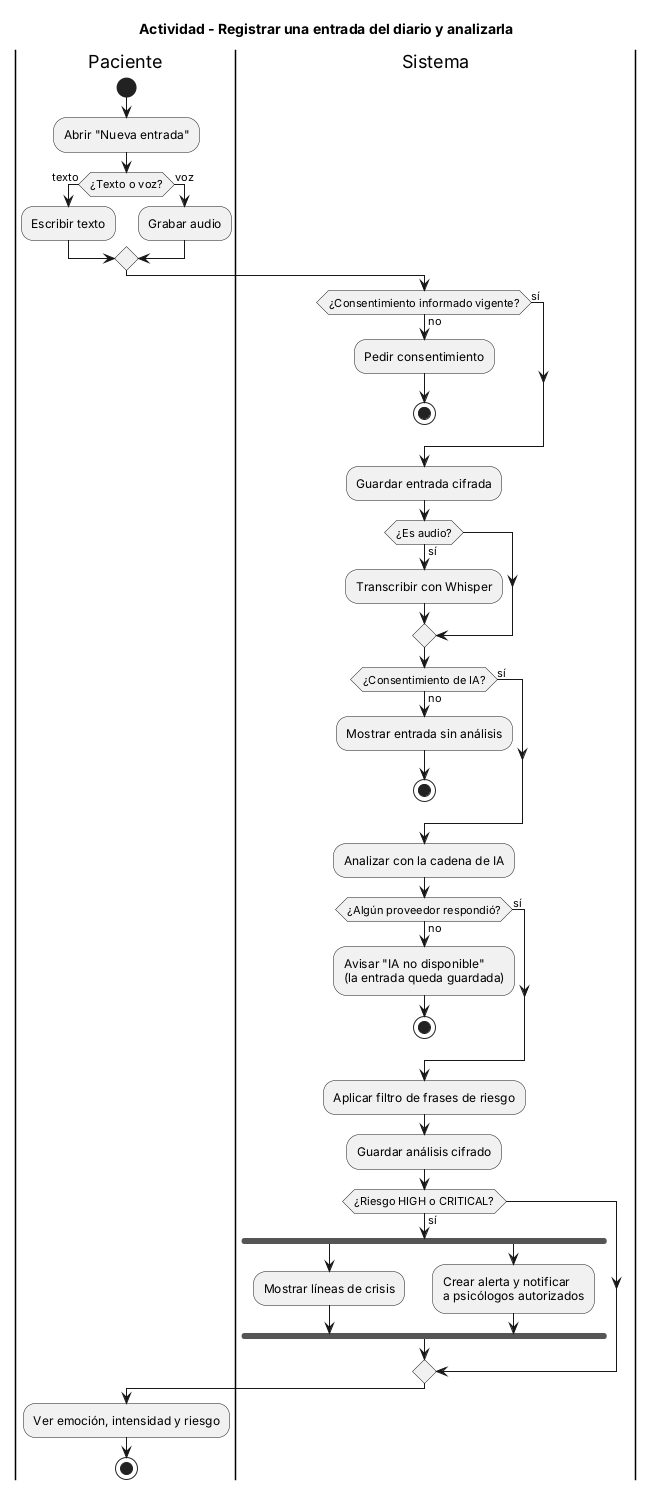 Actividad - Registrar una entrada del diario y analizarla
Paciente
Sistema
Abrir "Nueva entrada"
¿Texto o voz?
texto
voz
Escribir texto
Grabar audio
¿Consentimiento informado vigente?
sí
no
Pedir consentimiento
Guardar entrada cifrada
¿Es audio?
sí
Transcribir con Whisper
¿Consentimiento de IA?
sí
no
Mostrar entrada sin análisis
Analizar con la cadena de IA
¿Algún proveedor respondió?
sí
no
Avisar "IA no disponible"
(la entrada queda guardada)
Aplicar filtro de frases de riesgo
Guardar análisis cifrado
¿Riesgo HIGH o CRITICAL?
sí
Mostrar líneas de crisis
Crear alerta y notificar
a psicólogos autorizados
Ver emoción, intensidad y riesgo